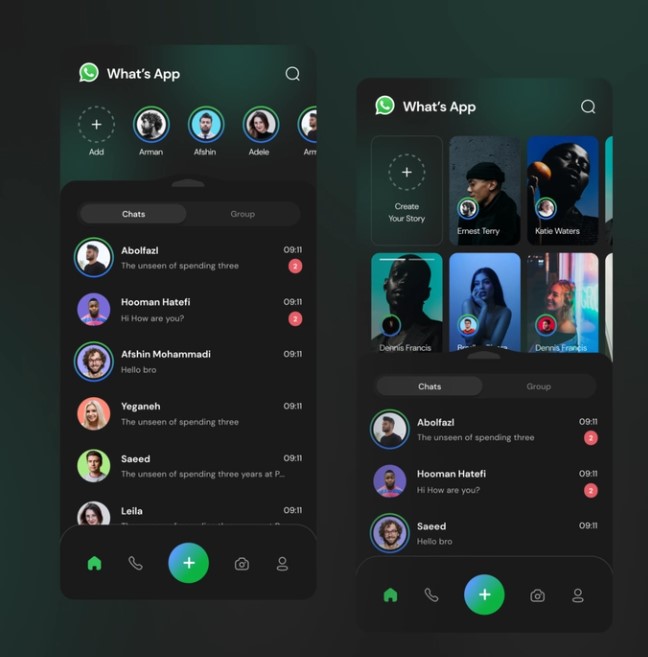 What's App
Add
Arman
Afshin
Adele
Chats
Group
Abolfazl
09:11
The unseen of spending three
2
Hooman Hatefi
09:11
Hi How are you?
2
Afshin Mohammadi
09:11
Hello bro
Yeganeh
09:11
The unseen of spending three
Saeed
09:11
The unseen of spending three years at P...
Leila
09:11
What's App
Create
Your Story
Ernest Terry
Katie Waters
Dennis Francis
Dennis Francis
Chats
Group
Abolfazl
09:11
The unseen of spending three
2
Hooman Hatefi
09:11
Hi How are you?
2
Saeed
09:11
Hello bro